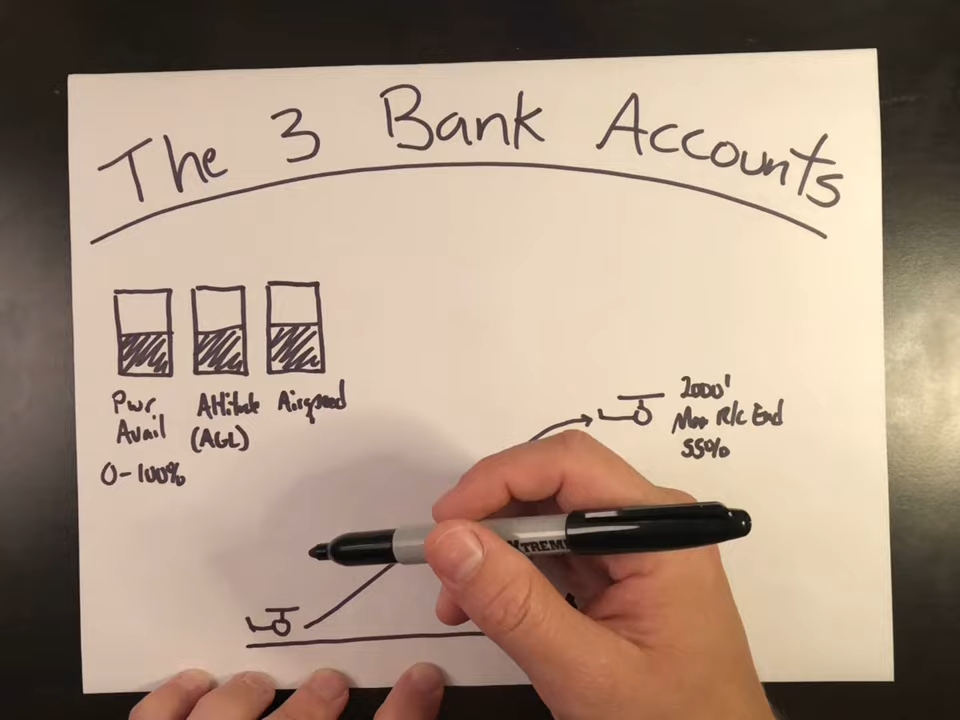 The 3 Bank Accounts
Pwr Avail
0-100%
Altitude
(AGL)
Airspeed
2000'
Max R/C End
55%
XTREME